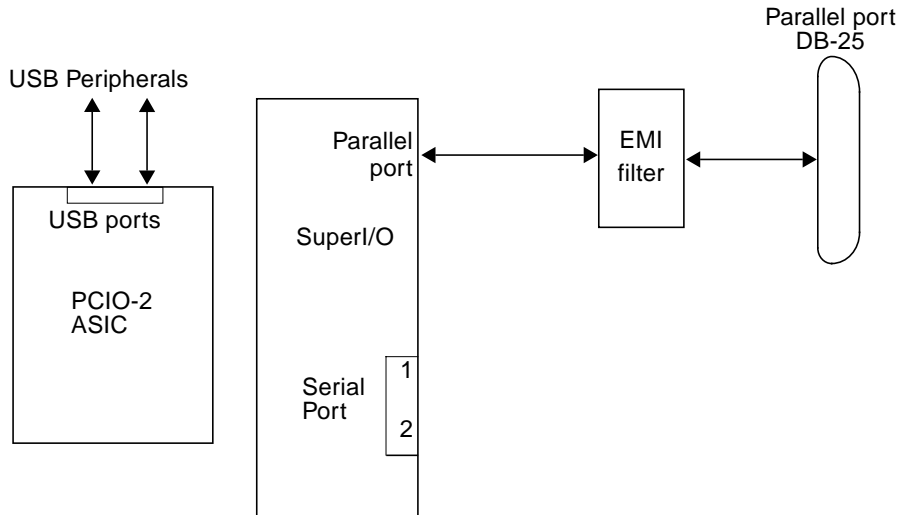 Parallel port
DB-25
USB Peripherals
Parallel
port
EMI
filter
USB ports
SuperI/O
PCIO-2
ASIC
Serial
Port
1
2